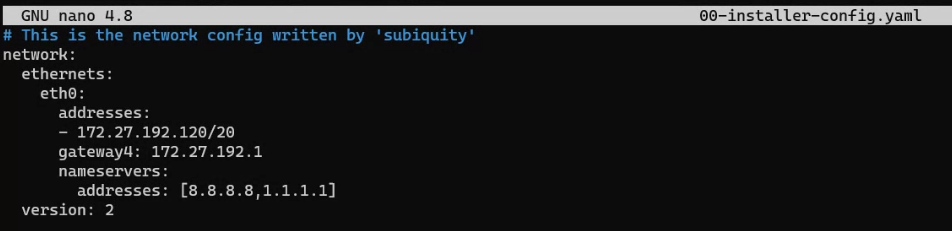 GNU nano 4.8 00-installer-config.yaml
# This is the network config written by 'subiquity'
network:
  ethernets:
    eth0:
      addresses:
      - 172.27.192.120/20
      gateway4: 172.27.192.1
      nameservers:
        addresses: [8.8.8.8,1.1.1.1]
  version: 2